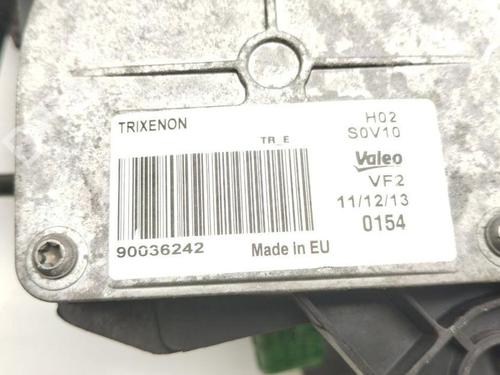 TRIXENON
H02
TR_E
S0V10
Valeo
VF2
11/12/13
0154
90036242
Made in EU